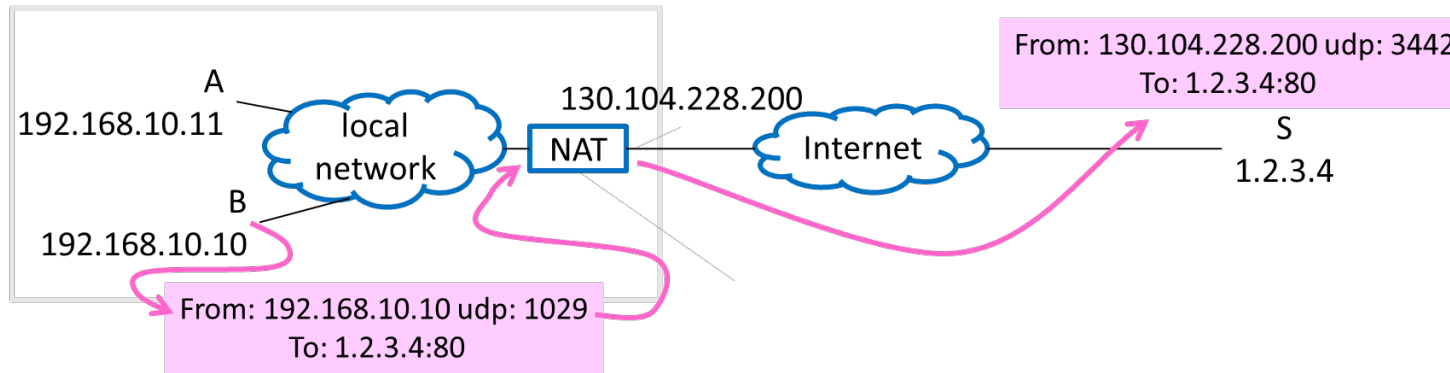 From: 130.104.228.200 udp: 3442
To: 1.2.3.4:80
A
192.168.10.11
local
network
130.104.228.200
NAT
Internet
S
1.2.3.4
B
192.168.10.10
From: 192.168.10.10 udp: 1029
To: 1.2.3.4:80